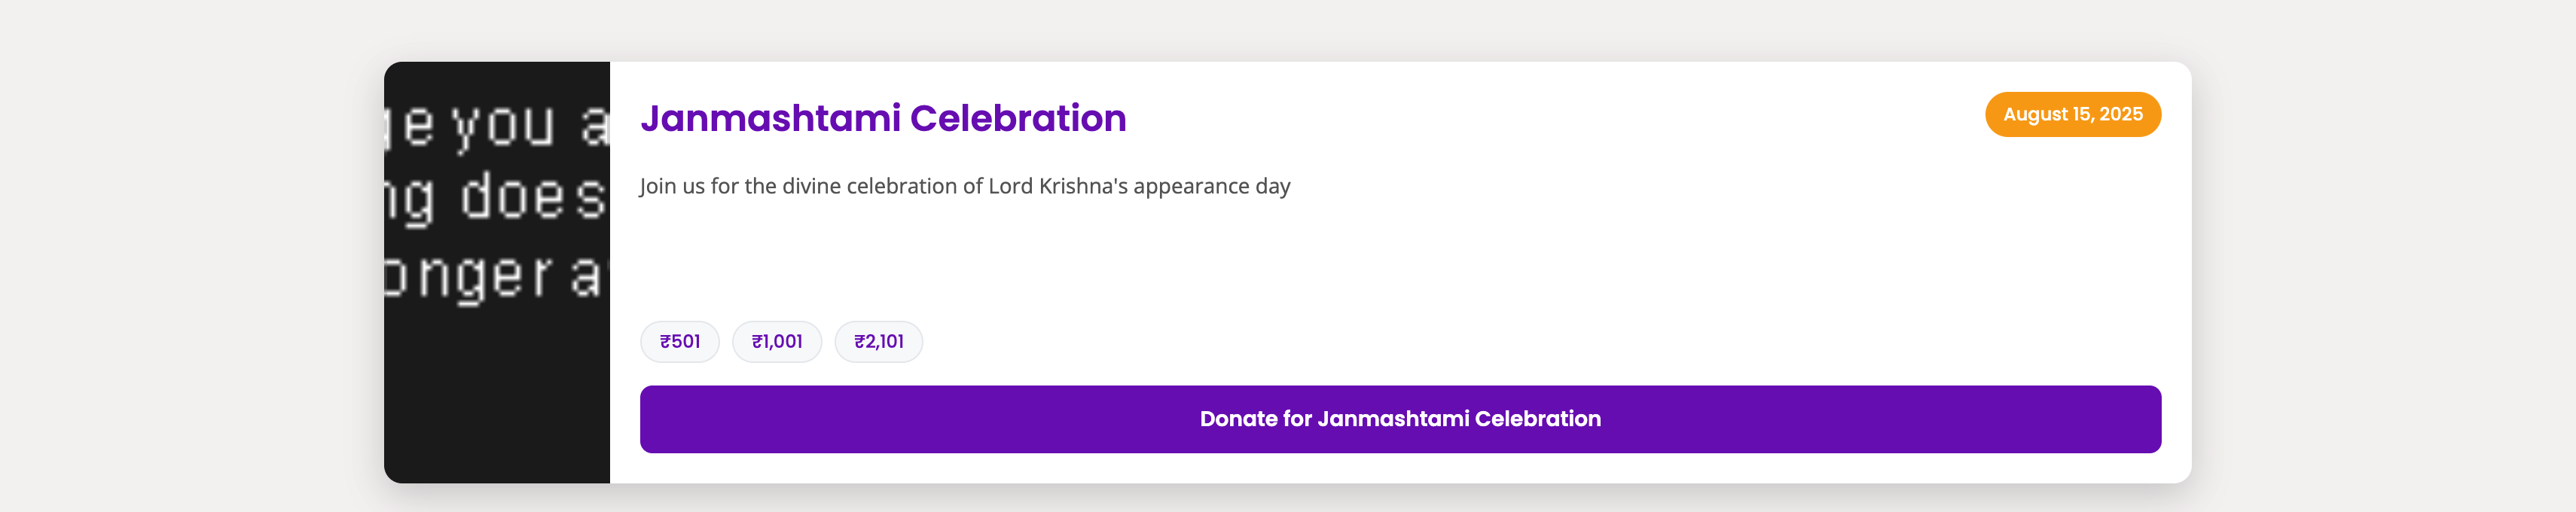 ge you a
ng does
onger a
Janmashtami Celebration
August 15, 2025
Join us for the divine celebration of Lord Krishna's appearance day
₹501
₹1,001
₹2,101
Donate for Janmashtami Celebration